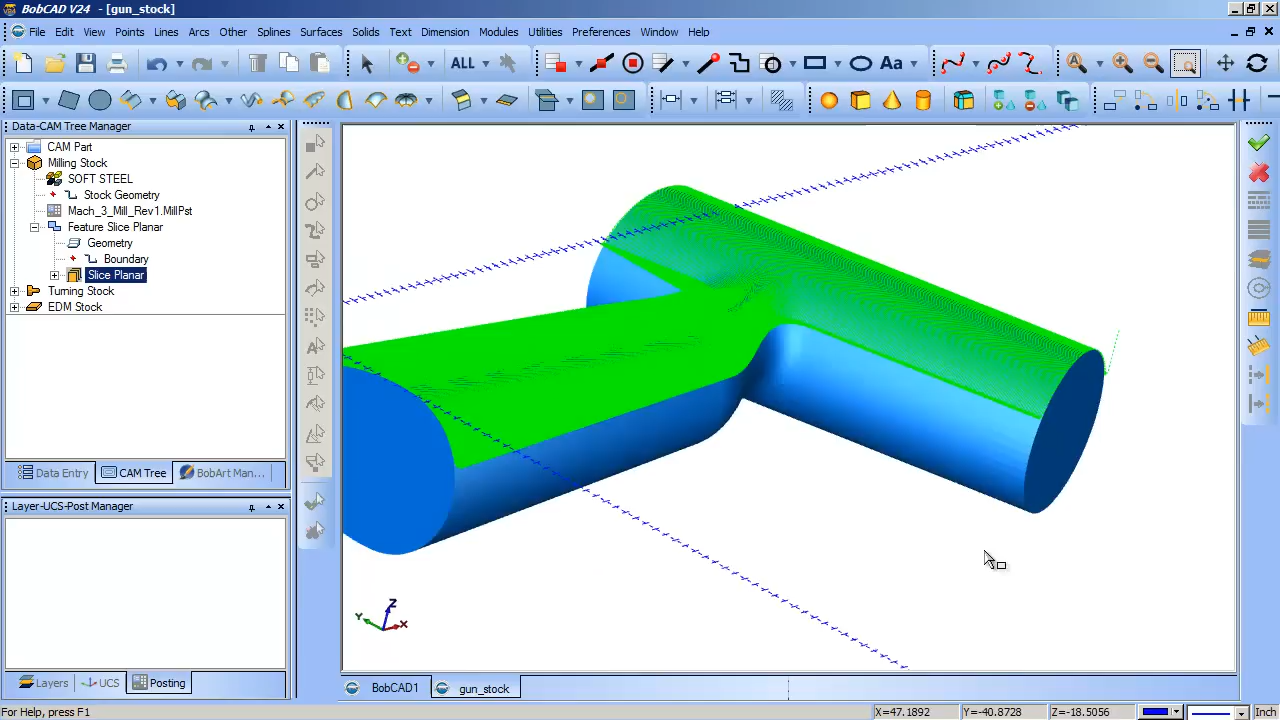 BobCAD V24 - [gun_stock]
File Edit View Points Lines Arcs Other Splines Surfaces Solids Text Dimension Modules Utilities Preferences Window Help
ALL Aa
Data-CAM Tree Manager
CAM Part
Milling Stock
SOFT STEEL
Stock Geometry
Mach_3_Mill_Rev1.MillPst
Feature Slice Planar
Geometry
Boundary
Slice Planar
Turning Stock
EDM Stock
Data Entry CAM Tree BobArt Man...
Layer-UCS-Post Manager
Layers UCS Posting
Z
Y
X
BobCAD1 gun_stock
For Help, press F1 X=47.1892 Y=-40.8728 Z=-18.5056 Inch